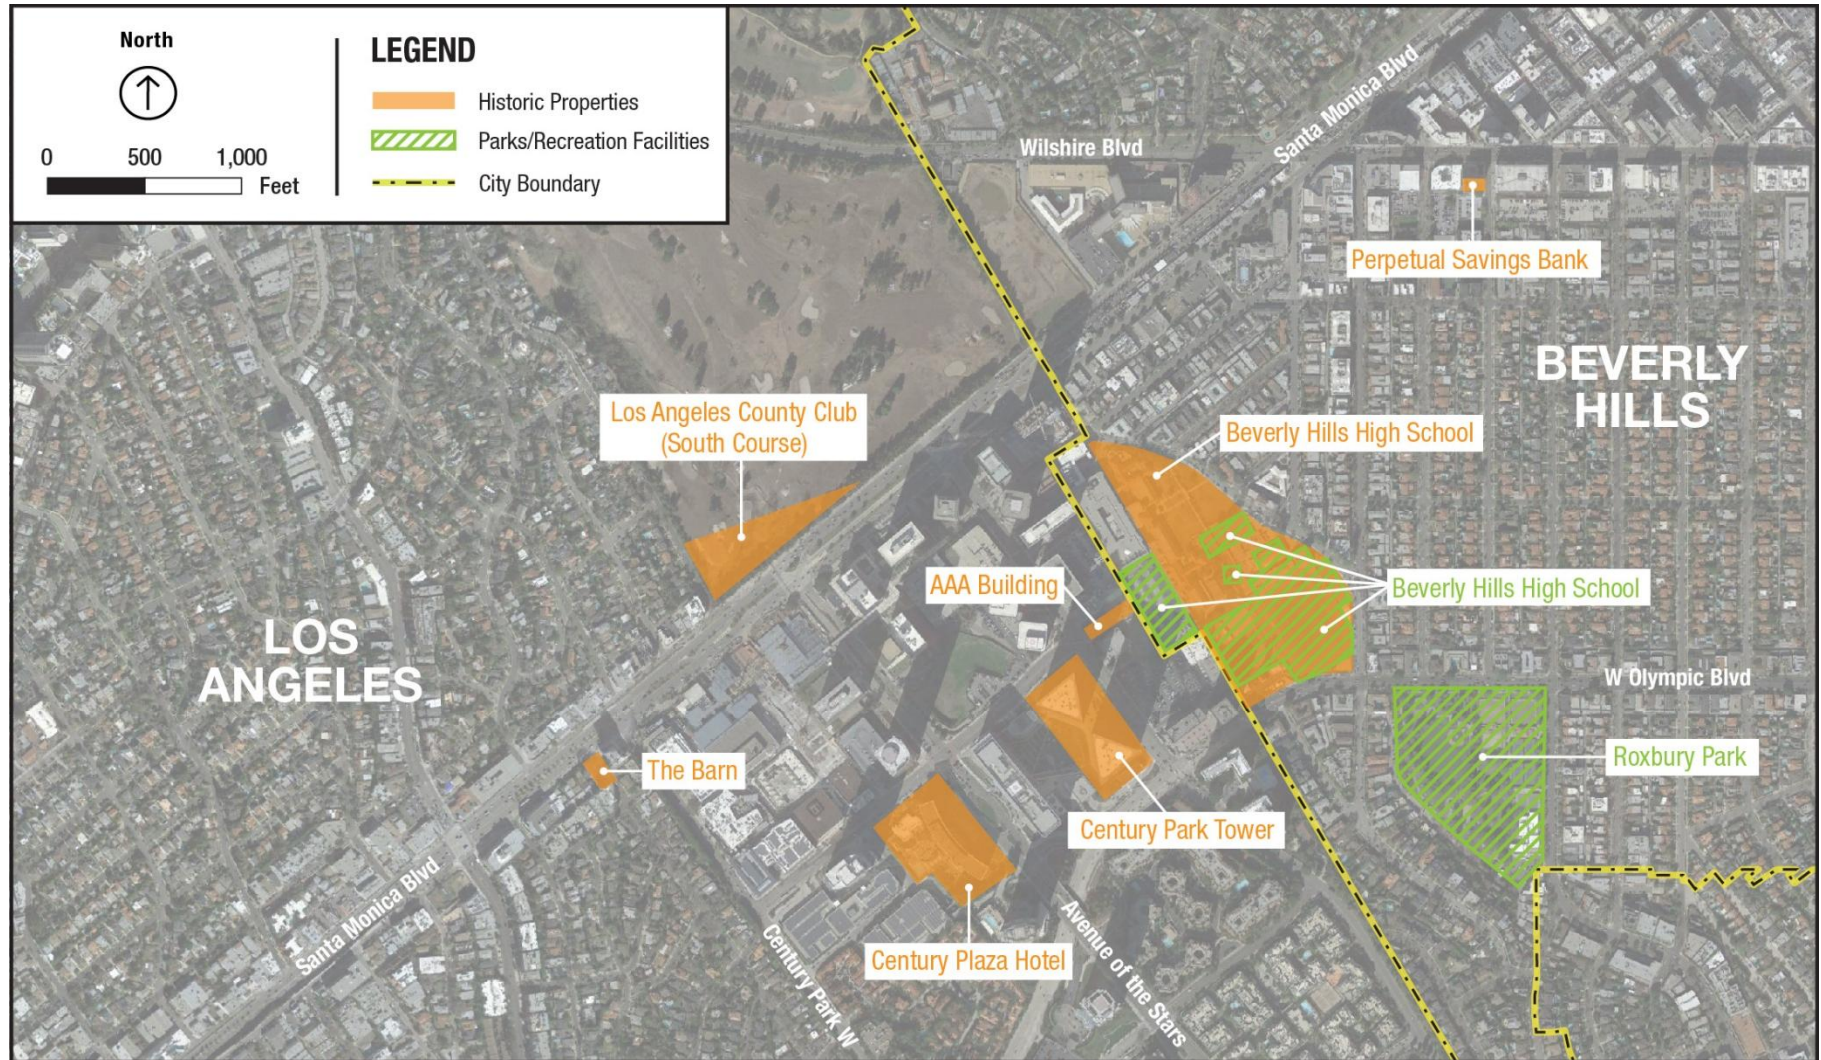 North
0 500 1,000
Feet
LEGEND
Historic Properties
Parks/Recreation Facilities
City Boundary
Wilshire Blvd
Santa Monica Blvd
Perpetual Savings Bank
BEVERLY
HILLS
Los Angeles County Club
(South Course)
Beverly Hills High School
AAA Building
Beverly Hills High School
LOS
ANGELES
W Olympic Blvd
Roxbury Park
The Barn
Century Park Tower
Santa Monica Blvd
Century Plaza Hotel
Century Park W
Avenue of the Stars